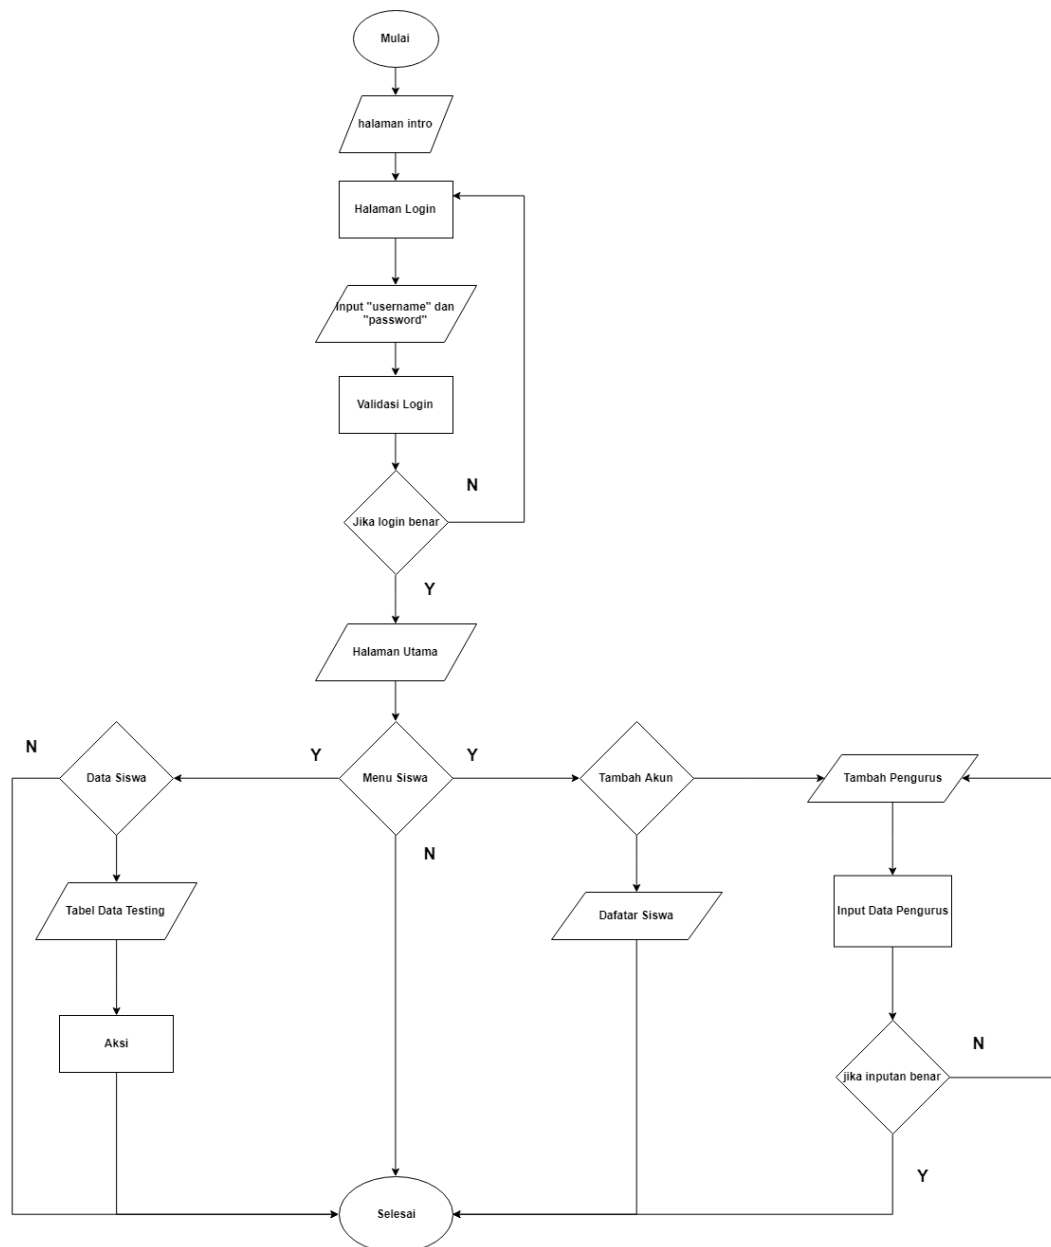 Mulai
halaman intro
Halaman Login
Input "username" dan
"password"
Validasi Login
N
Jika login benar
Y
Halaman Utama
N
Y
Y
Data Siswa
Menu Siswa
Tambah Akun
Tambah Pengurus
N
Tabel Data Testing
Dafatar Siswa
Input Data Pengurus
Aksi
N
jika inputan benar
Y
Selesai